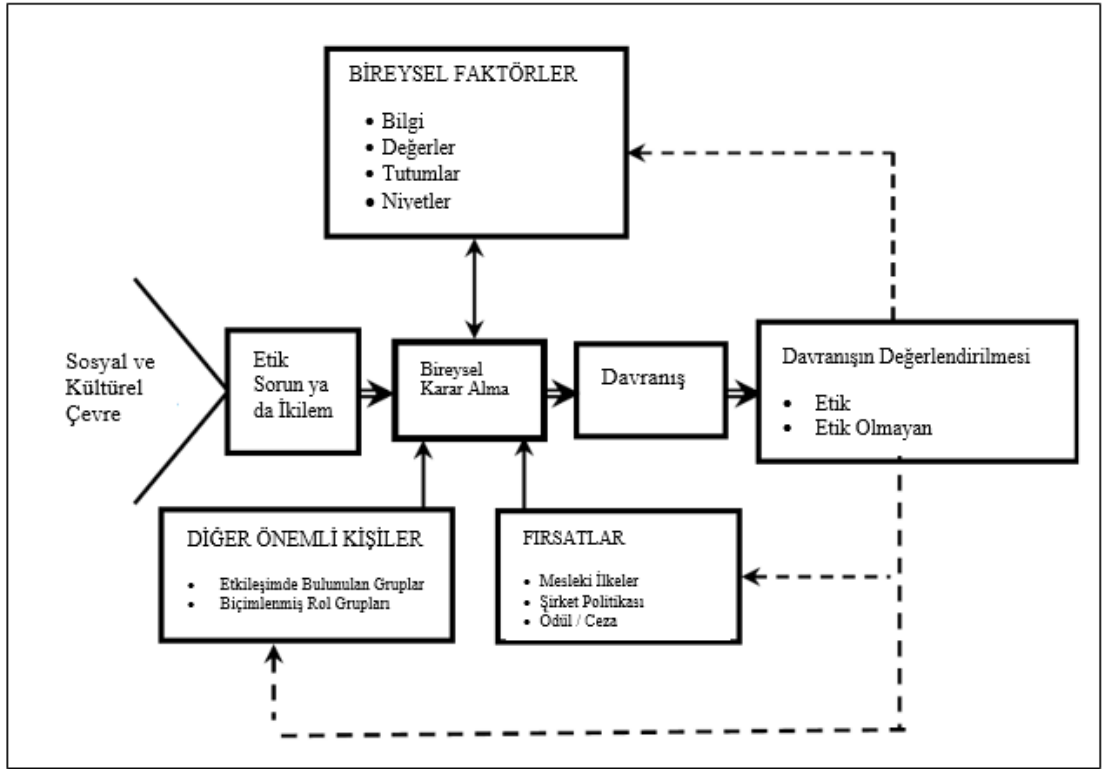 BİREYSEL FAKTÖRLER
• Bilgi
• Değerler
• Tutumlar
• Niyetler
Sosyal ve
Kültürel
Çevre
Etik
Sorun ya
da İkilem
Bireysel
Karar Alma
Davranış
Davranışın Değerlendirilmesi
• Etik
• Etik Olmayan
DİĞER ÖNEMLİ KİŞİLER
• Etkileşimde Bulunulan Gruplar
• Biçimlenmiş Rol Grupları
FIRSATLAR
• Mesleki İlkeler
• Şirket Politikası
• Ödül / Ceza